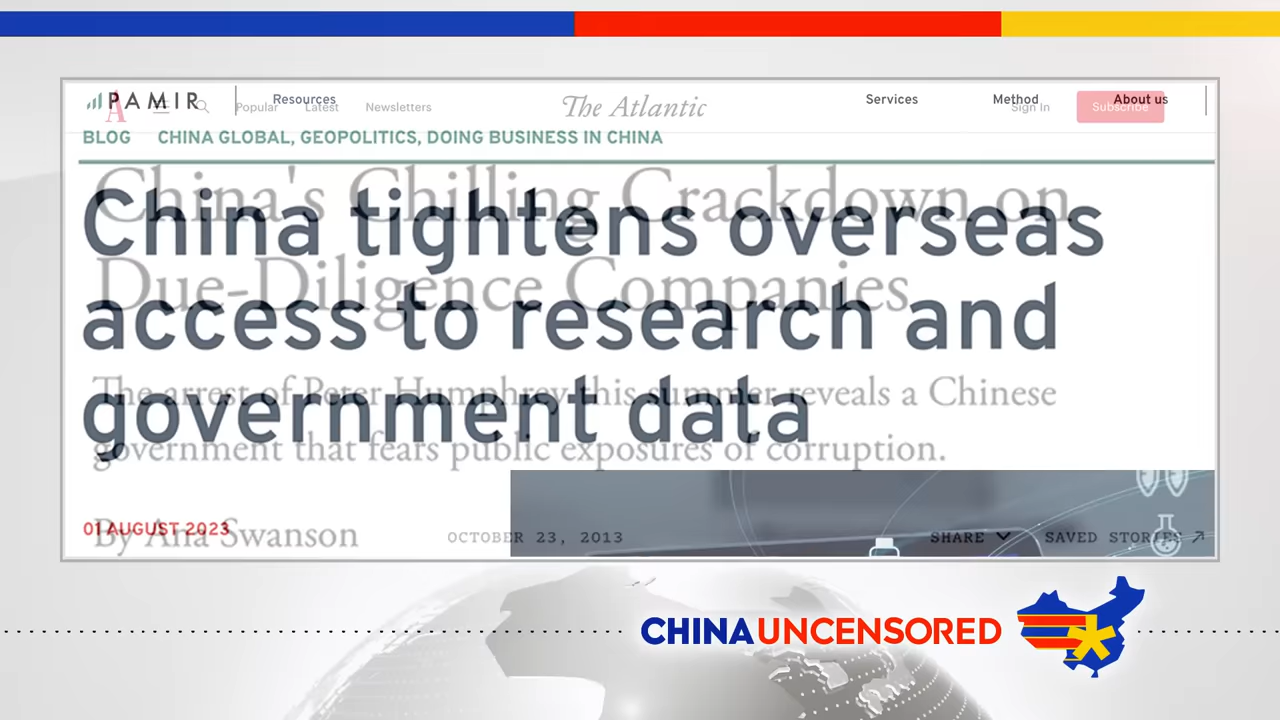 PAMIR
Resources
Services
Method
About us
A
Popular
Latest
Newsletters
The Atlantic
Sign In
Subscribe
BLOG CHINA GLOBAL, GEOPOLITICS, DOING BUSINESS IN CHINA
China tightens overseas
access to research and
government data
01 AUGUST 2023
China's Chilling Crackdown on
Due-Diligence Companies
The arrest of Peter Humphrey this summer reveals a Chinese
government that fears public exposures of corruption.
By Ana Swanson
OCTOBER 23, 2013
SHARE
SAVED STORIES
CHINA UNCENSORED